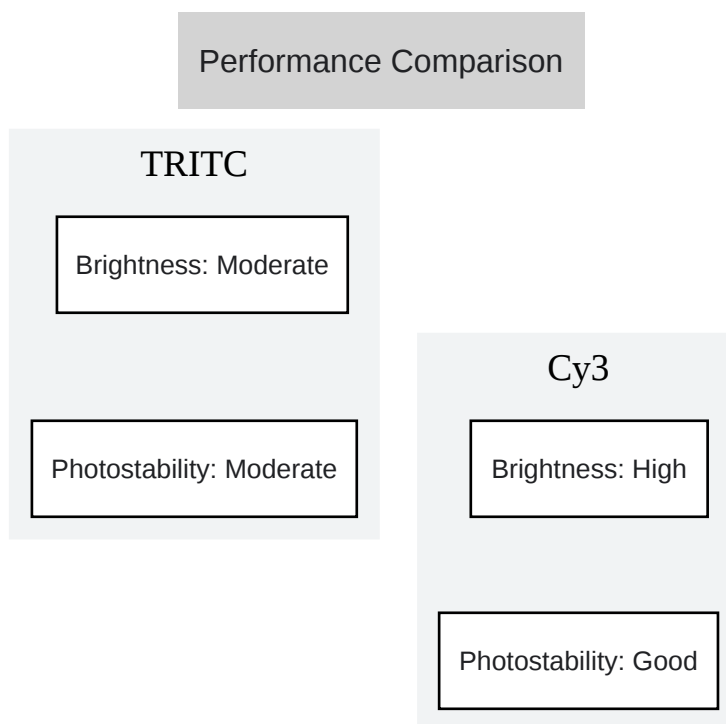 Performance Comparison
TRITC
Brightness: Moderate
Photostability: Moderate
Cy3
Brightness: High
Photostability: Good